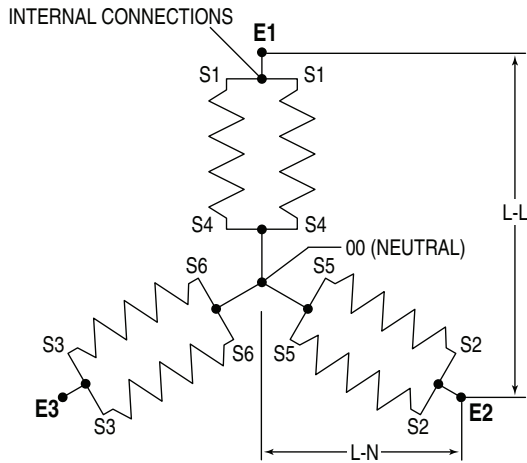 INTERNAL CONNECTIONS
E1
S1 S1
S4 S4
L-L
00 (NEUTRAL)
S6 S5
S3 S6 S5 S2
E3 S3 S2 E2
L-N